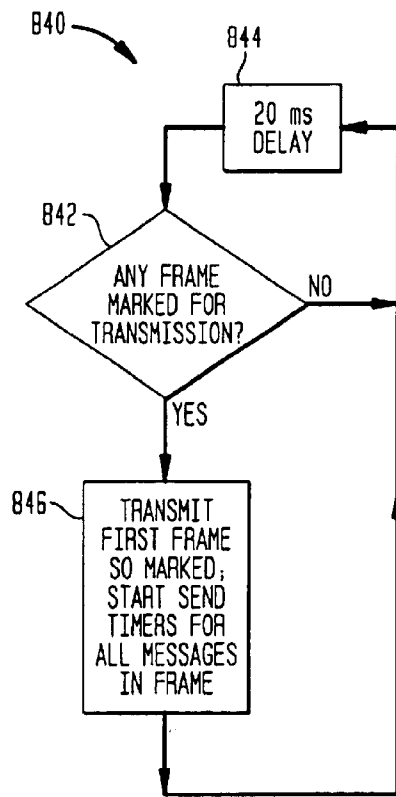 840
844
20 ms
DELAY
842
ANY FRAME
MARKED FOR
TRANSMISSION?
NO
YES
846
TRANSMIT
FIRST FRAME
SO MARKED;
START SEND
TIMERS FOR
ALL MESSAGES
IN FRAME